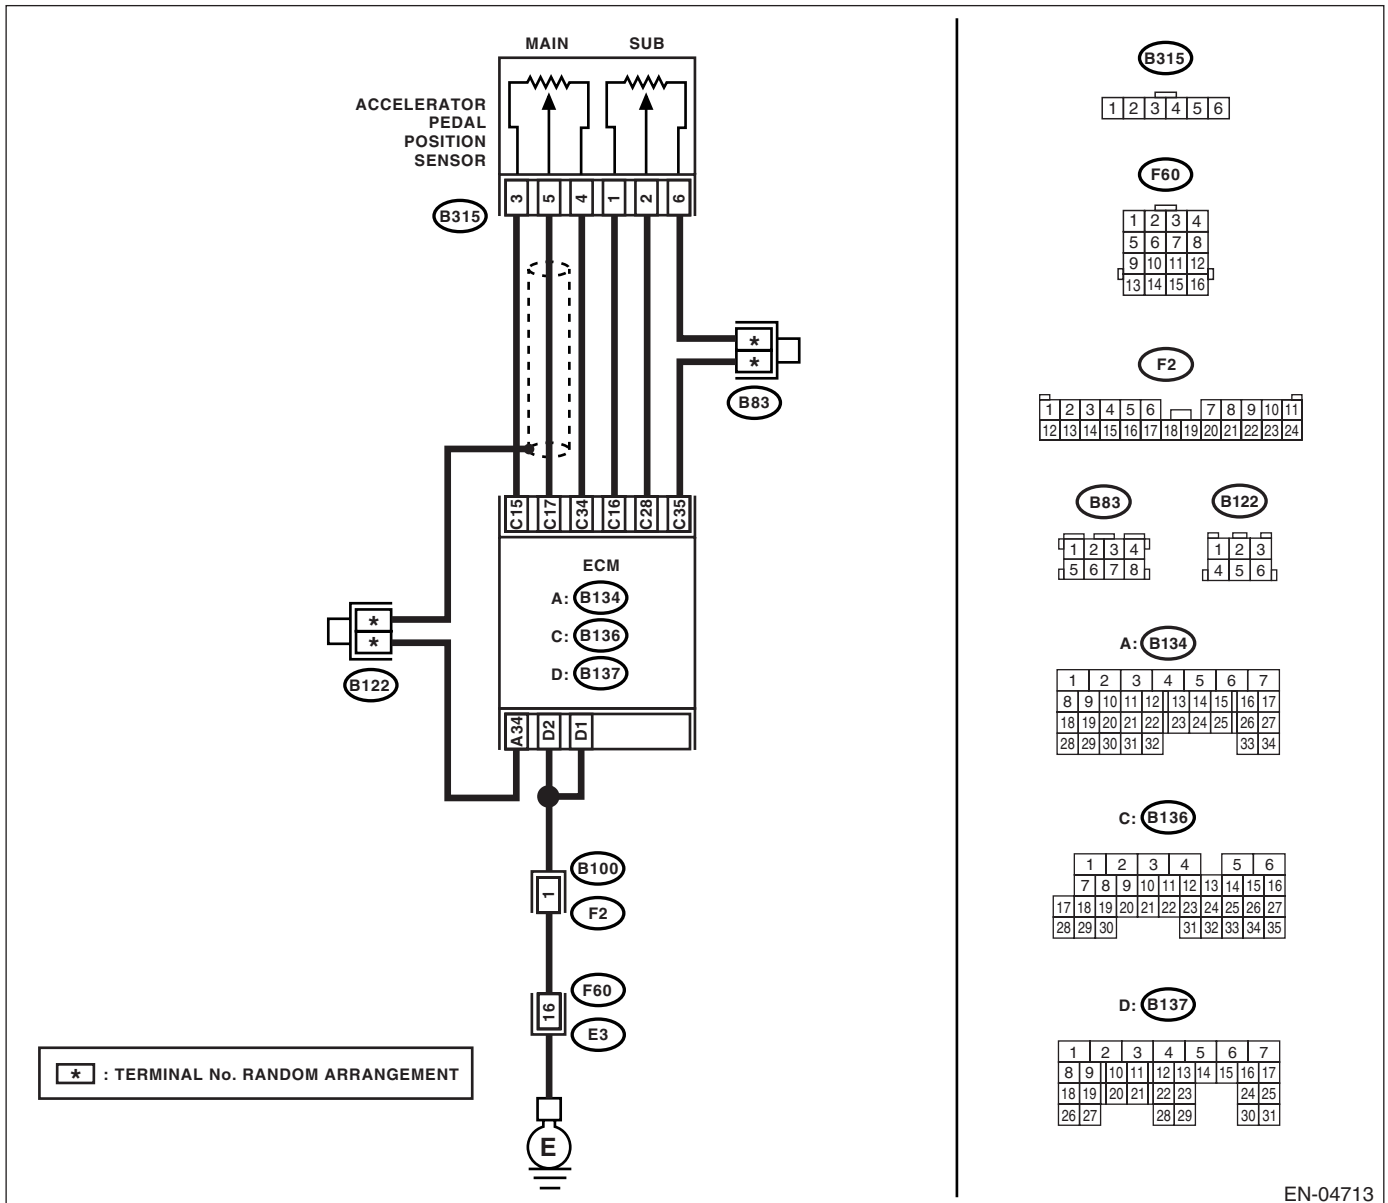 MAIN SUB
ACCELERATOR
PEDAL
POSITION
SENSOR
3 5 4 1 2 6
B315
*
*
B83
C15 C17 C34 C16 C28 C35
ECM
A: B134
C: B136
D: B137
*
*
B122
A34 D2 D1
B100
1
F2
F60
16
E3
* : TERMINAL No. RANDOM ARRANGEMENT
E
B315
1 2 3 4 5 6
F60
1 2 3 4
5 6 7 8
9 10 11 12
13 14 15 16
F2
1 2 3 4 5 6 7 8 9 10 11
12 13 14 15 16 17 18 19 20 21 22 23 24
B83
1 2 3 4
5 6 7 8
B122
1 2 3
4 5 6
A: B134
1 2 3 4 5 6 7
8 9 10 11 12 13 14 15 16 17
18 19 20 21 22 23 24 25 26 27
28 29 30 31 32 33 34
C: B136
1 2 3 4 5 6
7 8 9 10 11 12 13 14 15 16
17 18 19 20 21 22 23 24 25 26 27
28 29 30 31 32 33 34 35
D: B137
1 2 3 4 5 6 7
8 9 10 11 12 13 14 15 16 17
18 19 20 21 22 23 24 25
26 27 28 29 30 31
EN-04713